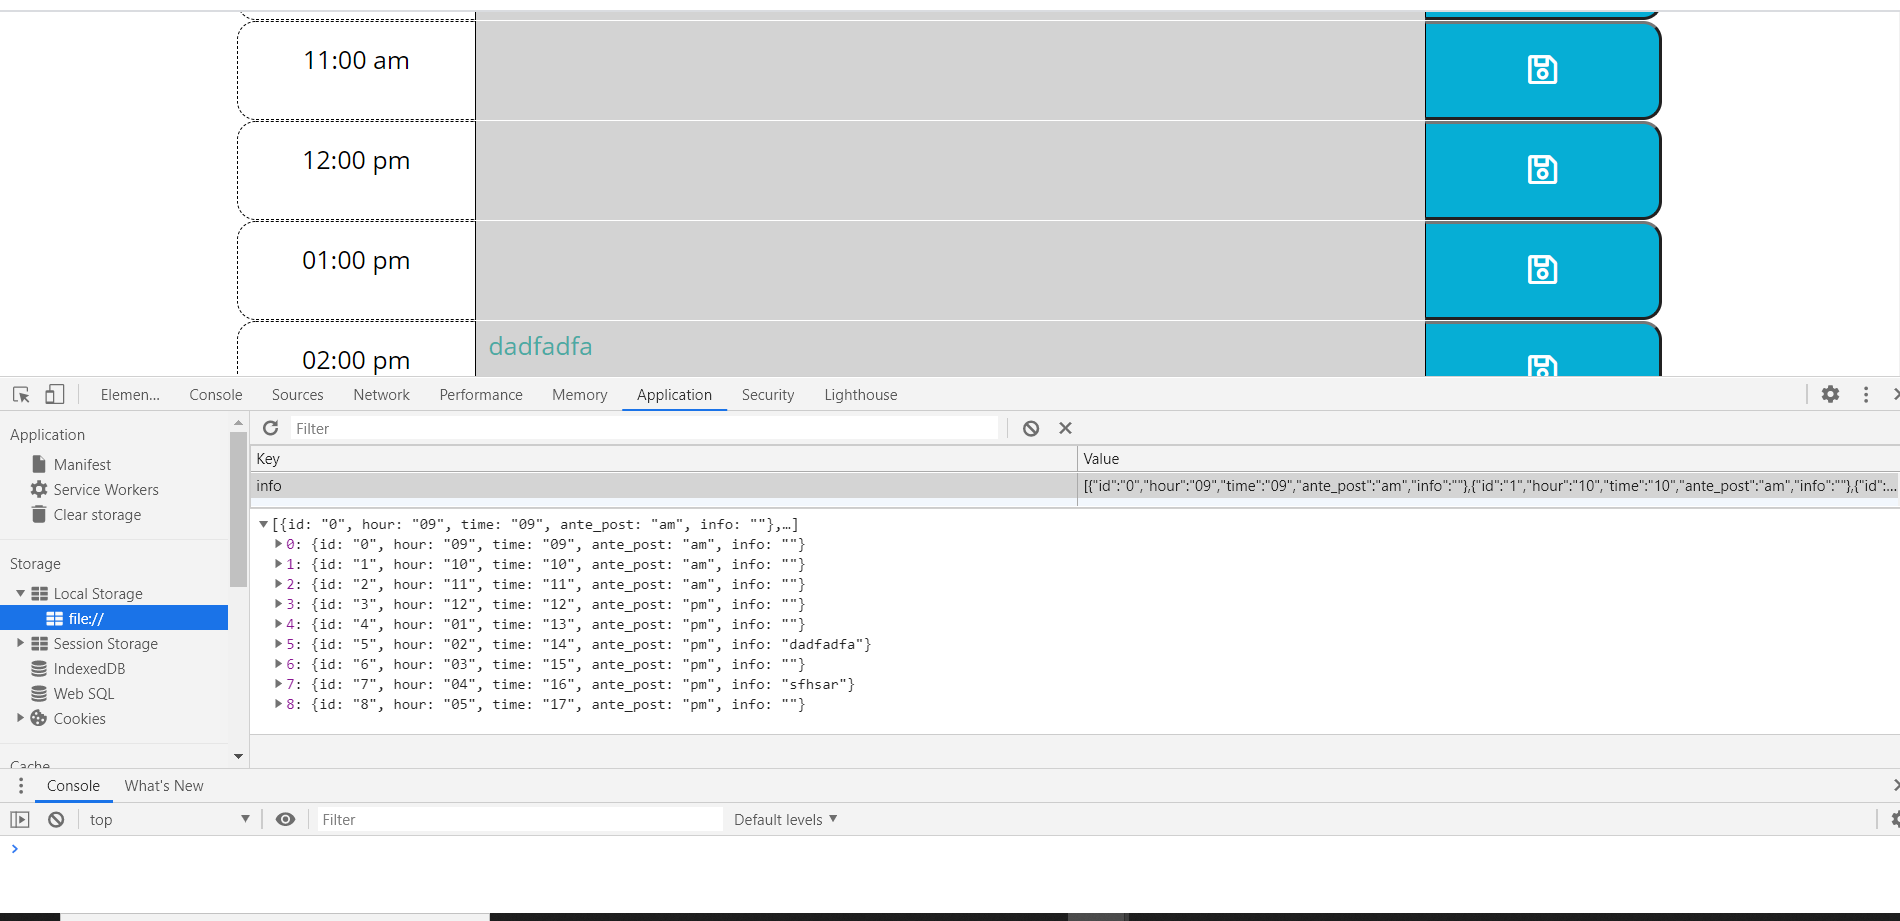 11:00 am
12:00 pm
01:00 pm
02:00 pm dadfadfa
Elemen... Console Sources Network Performance Memory Application Security Lighthouse
Application
Manifest
Service Workers
Clear storage
Storage
Local Storage
file://
Session Storage
IndexedDB
Web SQL
Cookies
Cache
Filter
Key Value
info [{"id":"0","hour":"09","time":"09","ante_post":"am","info":""},{"id":"1","hour":"10","time":"10","ante_post":"am","info":""},{"id":...
[{id: "0", hour: "09", time: "09", ante_post: "am", info: ""},…]
0: {id: "0", hour: "09", time: "09", ante_post: "am", info: ""}
1: {id: "1", hour: "10", time: "10", ante_post: "am", info: ""}
2: {id: "2", hour: "11", time: "11", ante_post: "am", info: ""}
3: {id: "3", hour: "12", time: "12", ante_post: "pm", info: ""}
4: {id: "4", hour: "01", time: "13", ante_post: "pm", info: ""}
5: {id: "5", hour: "02", time: "14", ante_post: "pm", info: "dadfadfa"}
6: {id: "6", hour: "03", time: "15", ante_post: "pm", info: ""}
7: {id: "7", hour: "04", time: "16", ante_post: "pm", info: "sfhsar"}
8: {id: "8", hour: "05", time: "17", ante_post: "pm", info: ""}
Console What's New
top Filter Default levels